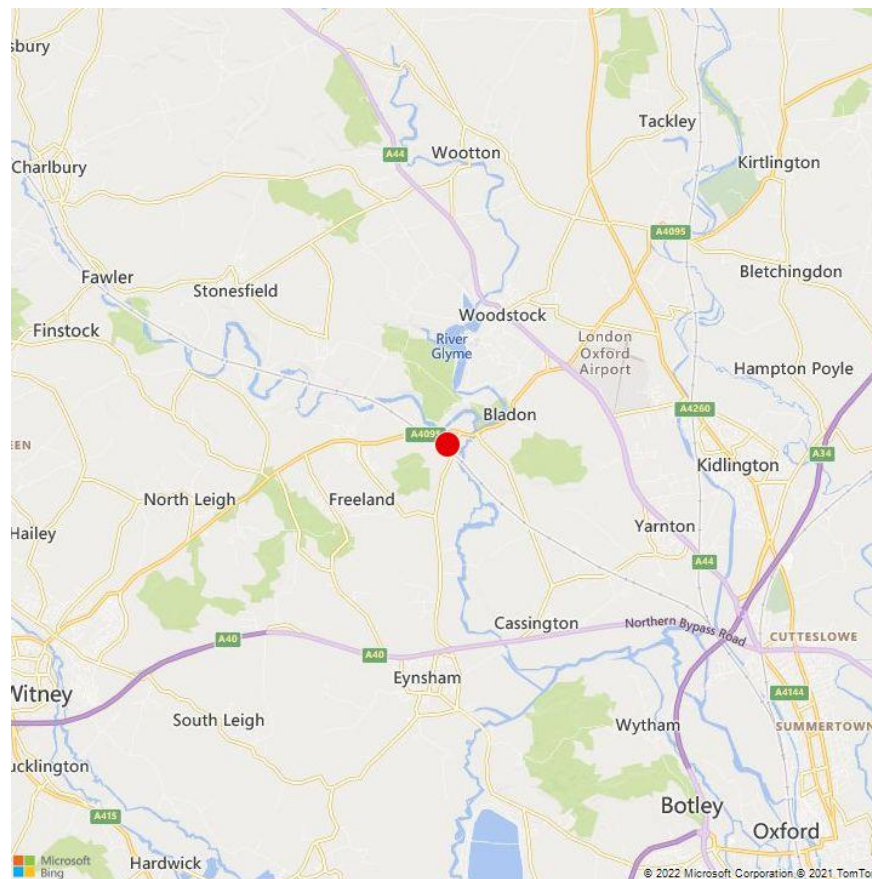 sbury
Tackley
A44
Wootton
Kirtlington
Charlbury
A4095
Bletchingdon
Fawler
Stonesfield
Woodstock
Finstock
River
Glyme
London
Oxford
Airport
Hampton Poyle
Bladon
A4260
A4095
EEN
A34
Kidlington
North Leigh
Freeland
Hailey
Yarnton
A44
Cassington
Northern Bypass Road
CUTTESLOWE
A40
A40
Eynsham
Witney
A4144
South Leigh
Wytham
SUMMERTOWN
ucklington
Botley
A415
Oxford
Hardwick
Microsoft
Bing
© 2022 Microsoft Corporation © 2021 TomTo